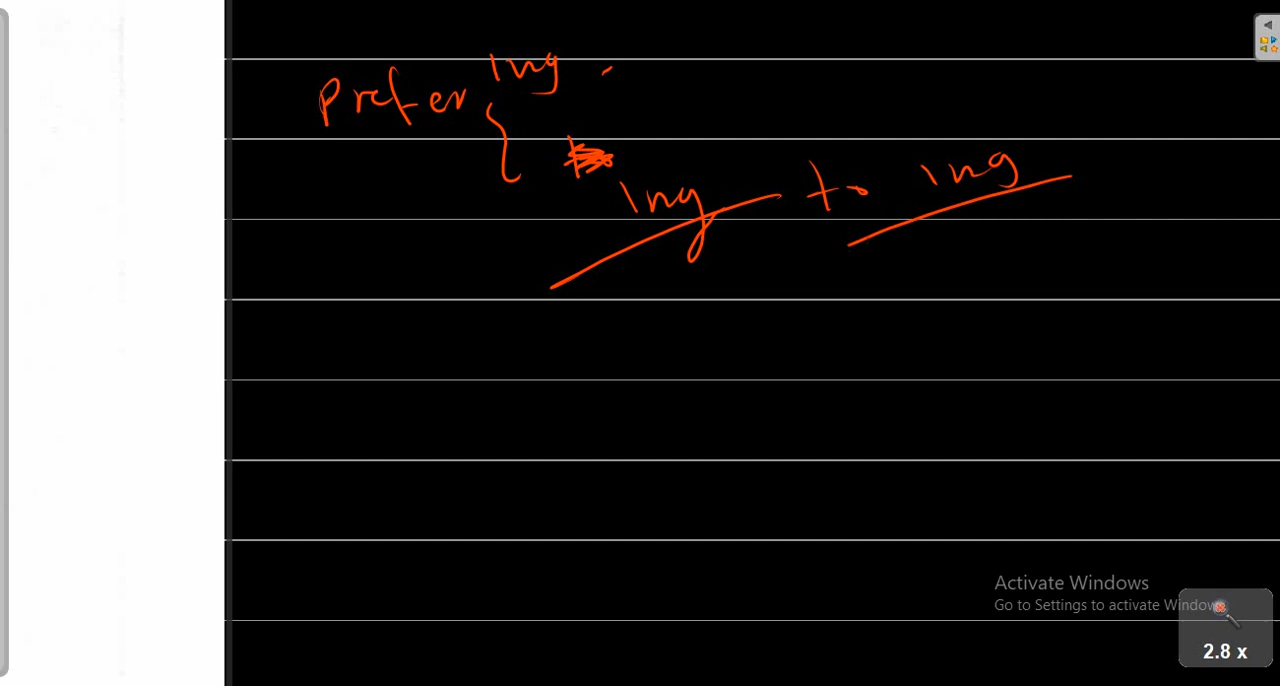 Prefer ing
ing to ing
Activate Windows
Go to Settings to activate Windows
2.8 x